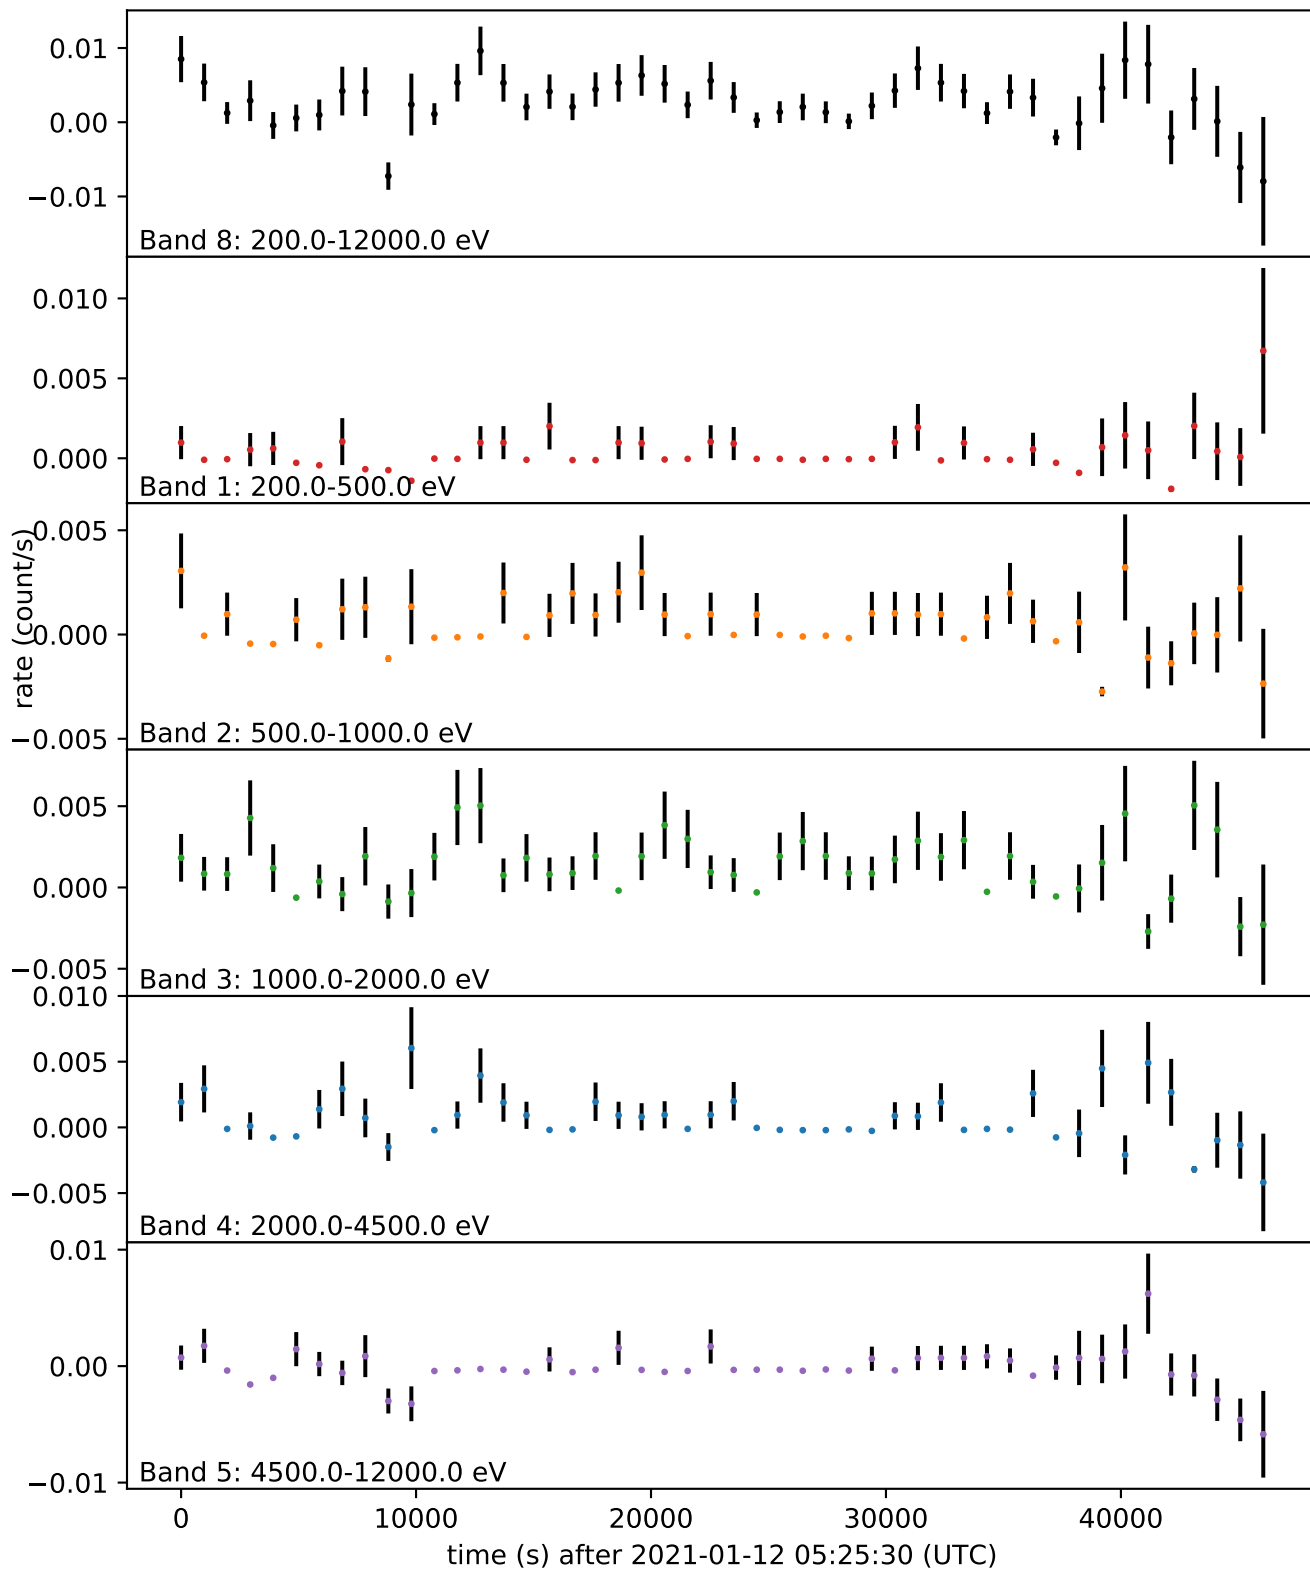 0.01
0.00
−0.01
Band 8: 200.0-12000.0 eV
0.010
0.005
0.000
Band 1: 200.0-500.0 eV
rate (count/s)
0.005
0.000
−0.005
Band 2: 500.0-1000.0 eV
0.005
0.000
−0.005
Band 3: 1000.0-2000.0 eV
0.010
0.005
0.000
−0.005
Band 4: 2000.0-4500.0 eV
0.01
0.00
−0.01
Band 5: 4500.0-12000.0 eV
0 10000 20000 30000 40000
time (s) after 2021-01-12 05:25:30 (UTC)